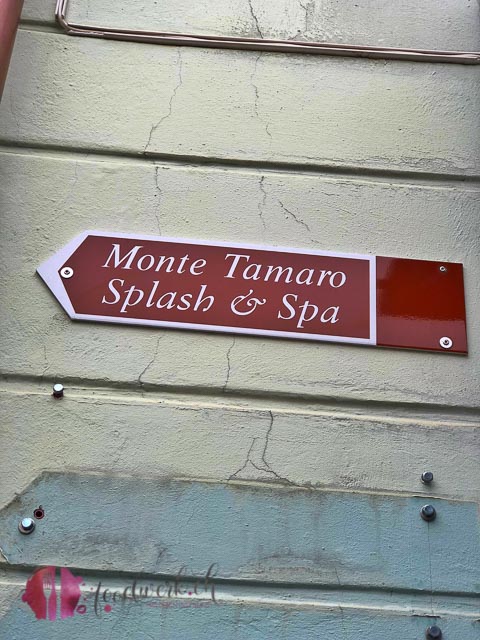 Monte Tamaro
Splash & Spa
foodwerk.ch